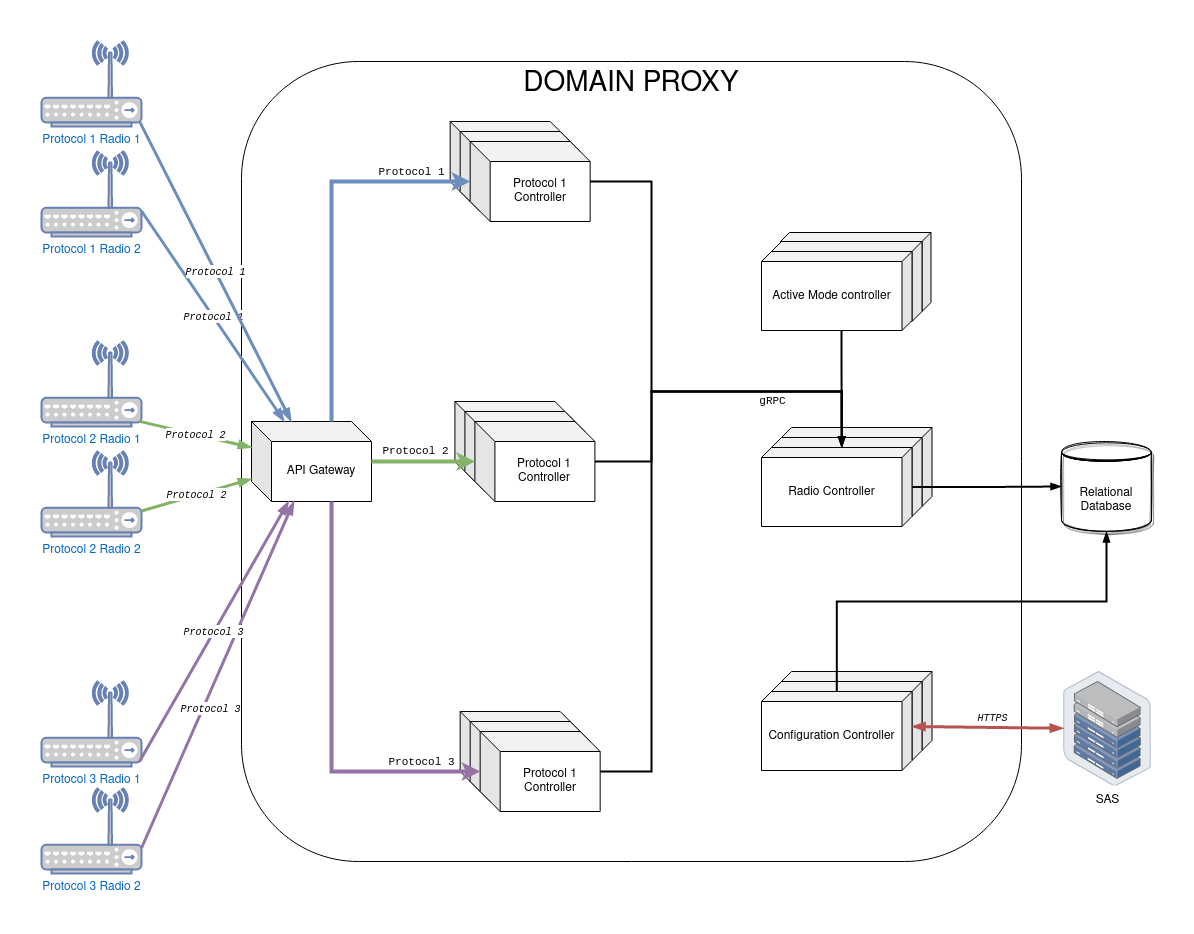 DOMAIN PROXY
Protocol 1 Radio 1
Protocol 1 Radio 2
Protocol 1
Protocol 1
Protocol 1
Protocol 1
Controller
Active Mode controller
gRPC
Protocol 2 Radio 1
Protocol 2 Radio 2
Protocol 2
Protocol 2
API Gateway
Protocol 2
Protocol 1
Controller
Radio Controller
Relational
Database
Protocol 3
Protocol 3
Protocol 3 Radio 1
Protocol 3 Radio 2
Protocol 3
Protocol 1
Controller
Configuration Controller
HTTPS
SAS